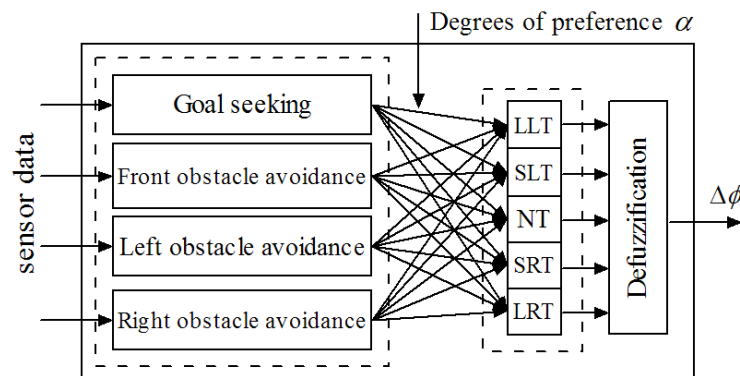 Degrees of preference α
sensor data
Goal seeking
Front obstacle avoidance
Left obstacle avoidance
Right obstacle avoidance
LLT
SLT
NT
SRT
LRT
Defuzzification
Δϕ